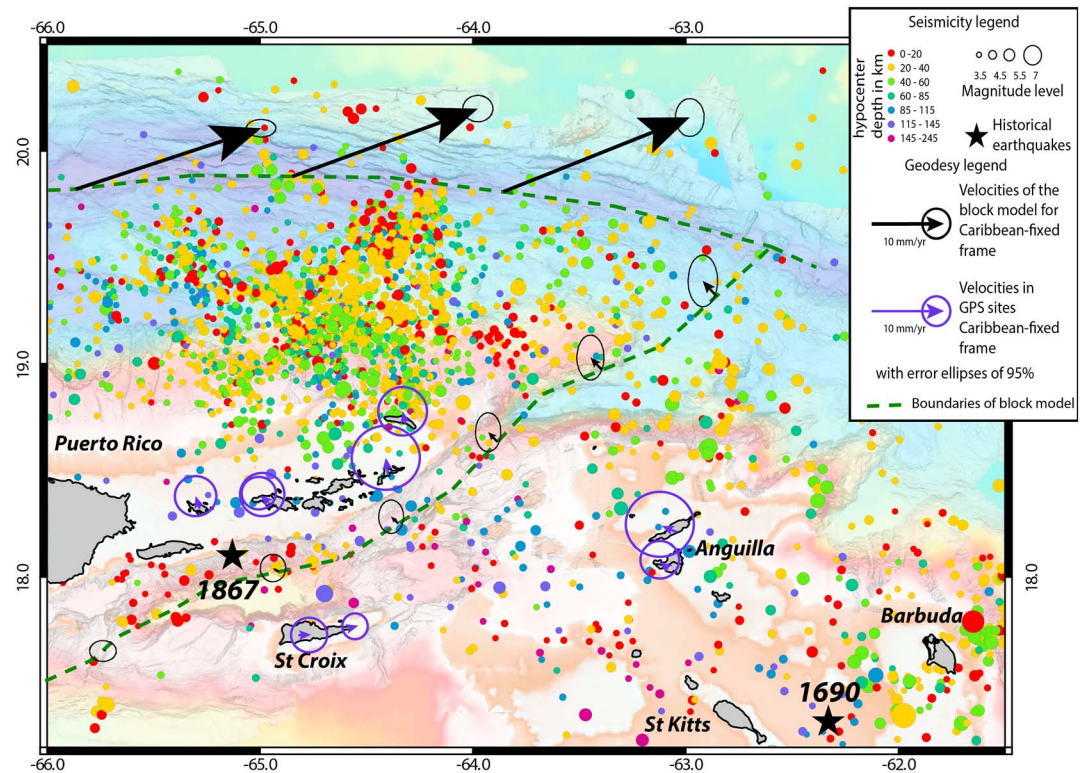 -66.0
-65.0
-64.0
-63.0
20.0
19.0
18.0
18.0
Puerto Rico
1867
St Croix
Anguilla
Barbuda
1690
St Kitts
-66.0
-65.0
-64.0
-63.0
-62.0
Seismicity legend
hypocenter
depth in km
0 -20
20 - 40
40 - 60
60 - 85
85 - 115
115 - 145
145 -245
3.5 4.5 5.5 7
Magnitude level
Historical
earthquakes
Geodesy legend
10 mm/yr
Velocities of the
block model for
Caribbean-fixed
frame
10 mm/yr
Velocities in
GPS sites
Caribbean-fixed
frame
with error ellipses of 95%
Boundaries of block model